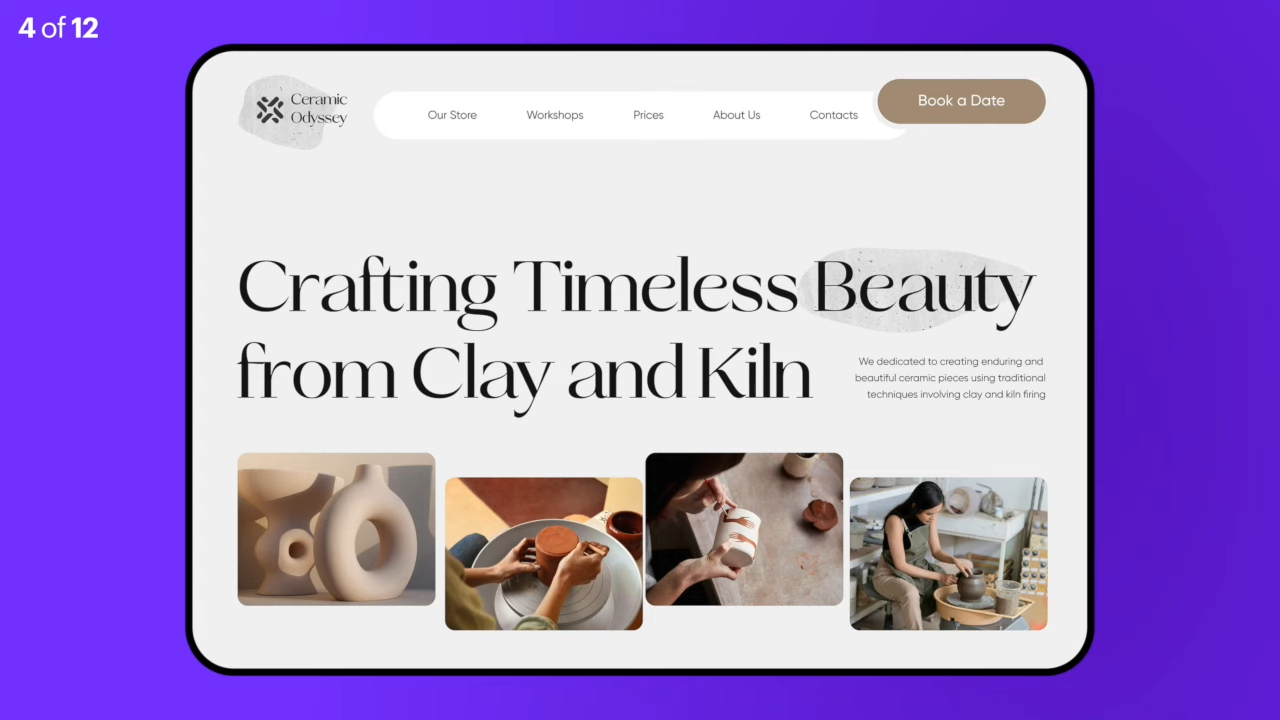 4 of 12
Ceramic
Odyssey
Our Store
Workshops
Prices
About Us
Contacts
Book a Date
Crafting Timeless Beauty
from Clay and Kiln
We dedicated to creating enduring and
beautiful ceramic pieces using traditional
techniques involving clay and kiln firing